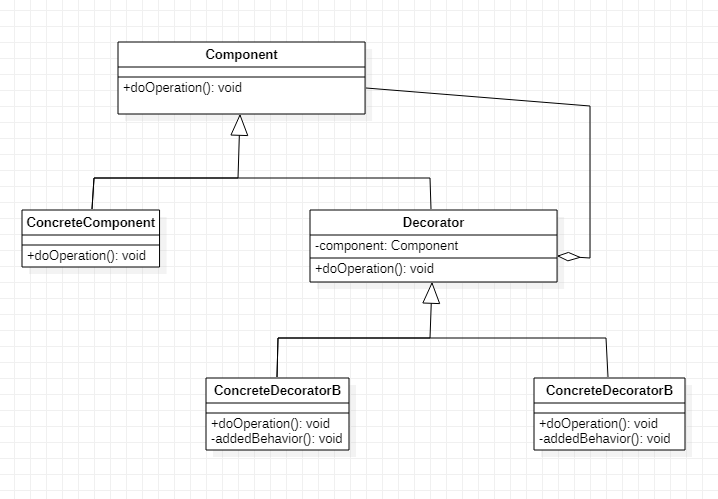 Component
+doOperation(): void
ConcreteComponent
+doOperation(): void
Decorator
-component: Component
+doOperation(): void
ConcreteDecoratorB
+doOperation(): void
-addedBehavior(): void
ConcreteDecoratorB
+doOperation(): void
-addedBehavior(): void